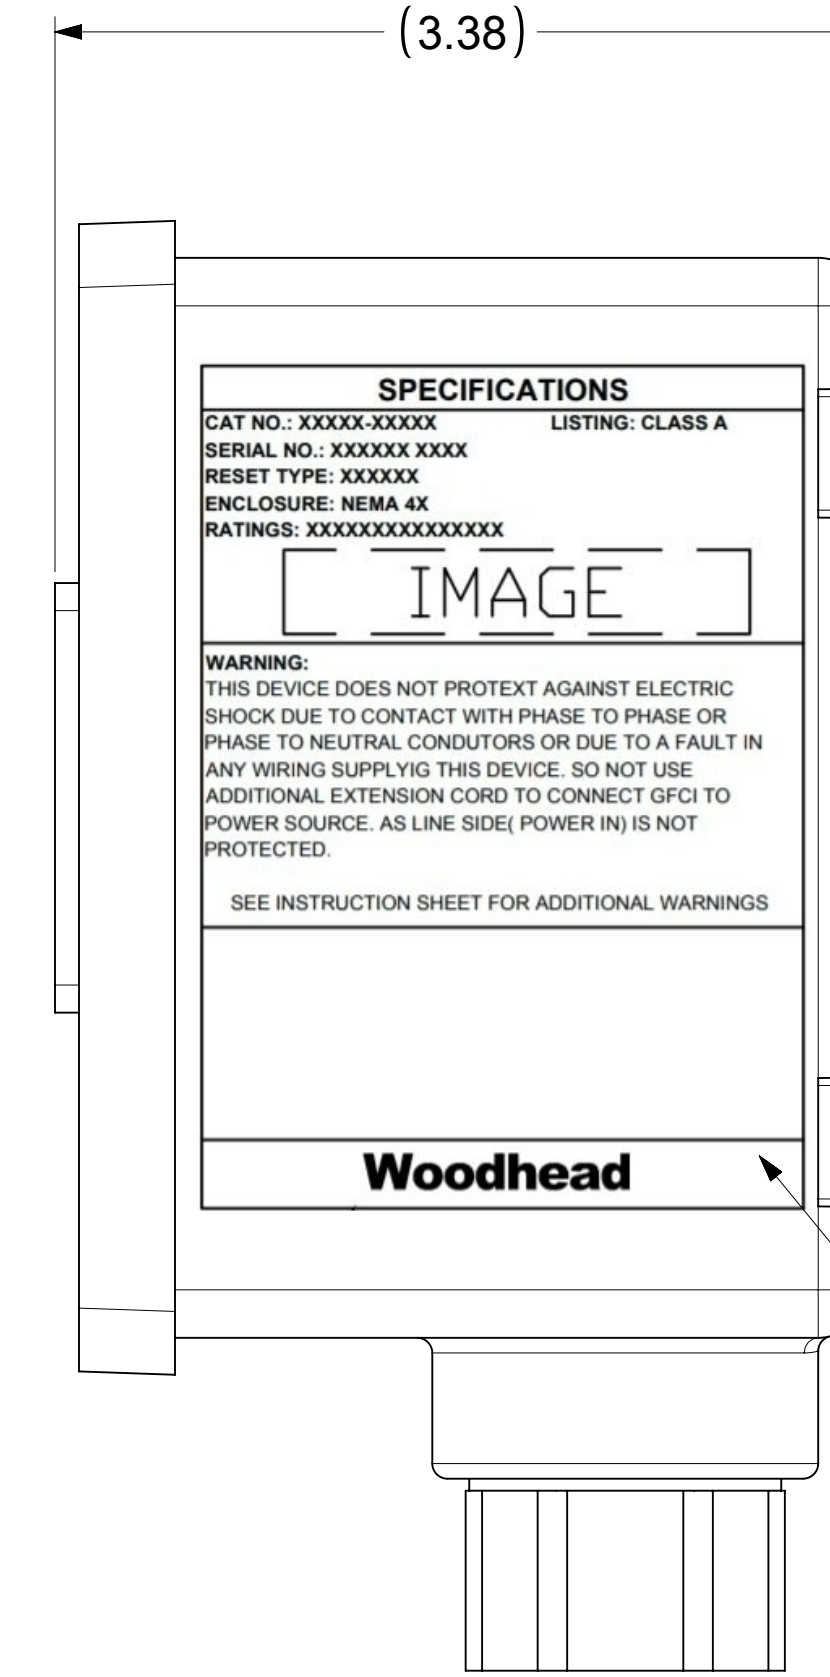 (3.38)
SPECIFICATIONS
CAT NO.: XXXXX-XXXXX LISTING: CLASS A
SERIAL NO.: XXXXXX XXXX
RESET TYPE: XXXXXX
ENCLOSURE: NEMA 4X
RATINGS: XXXXXXXXXXXXXXX
IMAGE
WARNING:
THIS DEVICE DOES NOT PROTEXT AGAINST ELECTRIC
SHOCK DUE TO CONTACT WITH PHASE TO PHASE OR
PHASE TO NEUTRAL CONDUTORS OR DUE TO A FAULT IN
ANY WIRING SUPPLYIG THIS DEVICE. SO NOT USE
ADDITIONAL EXTENSION CORD TO CONNECT GFCI TO
POWER SOURCE. AS LINE SIDE( POWER IN) IS NOT
PROTECTED.
SEE INSTRUCTION SHEET FOR ADDITIONAL WARNINGS
Woodhead